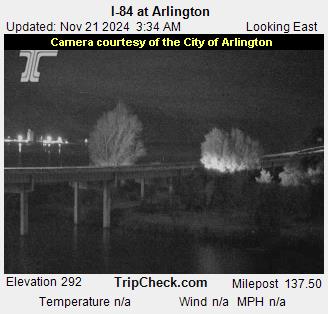 I-84 at Arlington
Updated: Nov 21 2024 3:34 AM Looking East
Camera courtesy of the City of Arlington
Elevation 292 TripCheck.com Milepost 137.50
Temperature n/a Wind n/a MPH n/a